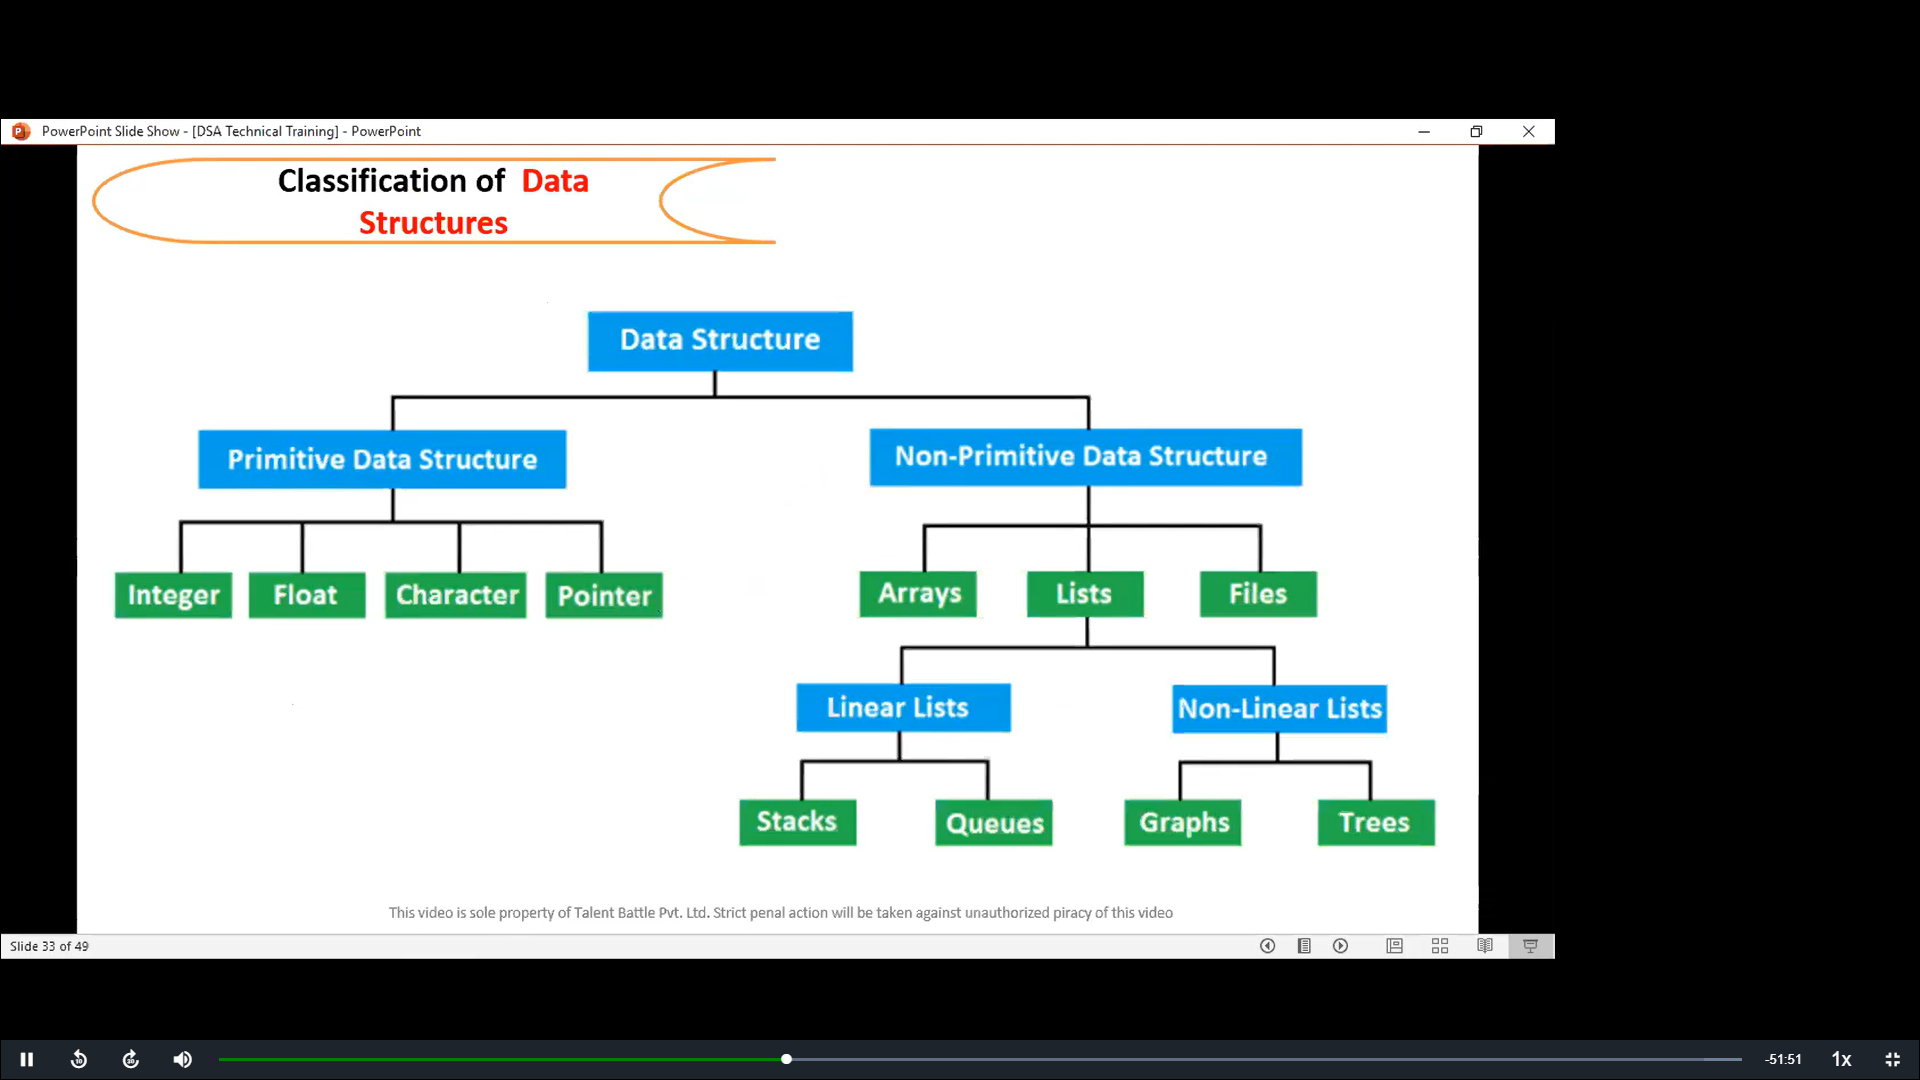 PowerPoint Slide Show - [DSA Technical Training] - PowerPoint
Classification of Data
Structures
Data Structure
Primitive Data Structure
Non-Primitive Data Structure
Integer Float Character Pointer
Arrays Lists Files
Linear Lists
Non-Linear Lists
Stacks Queues Graphs Trees
This video is sole property of Talent Battle Pvt. Ltd. Strict penal action will be taken against unauthorized piracy of this video
Slide 33 of 49
10 30 -51:51 1x